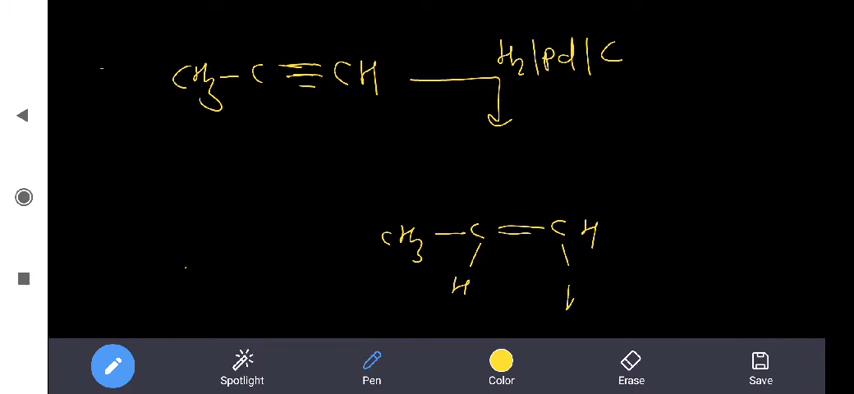 CH3-C≡CH H2|Pd|C
CH3-C=CH
H
Spotlight Pen Color Erase Save